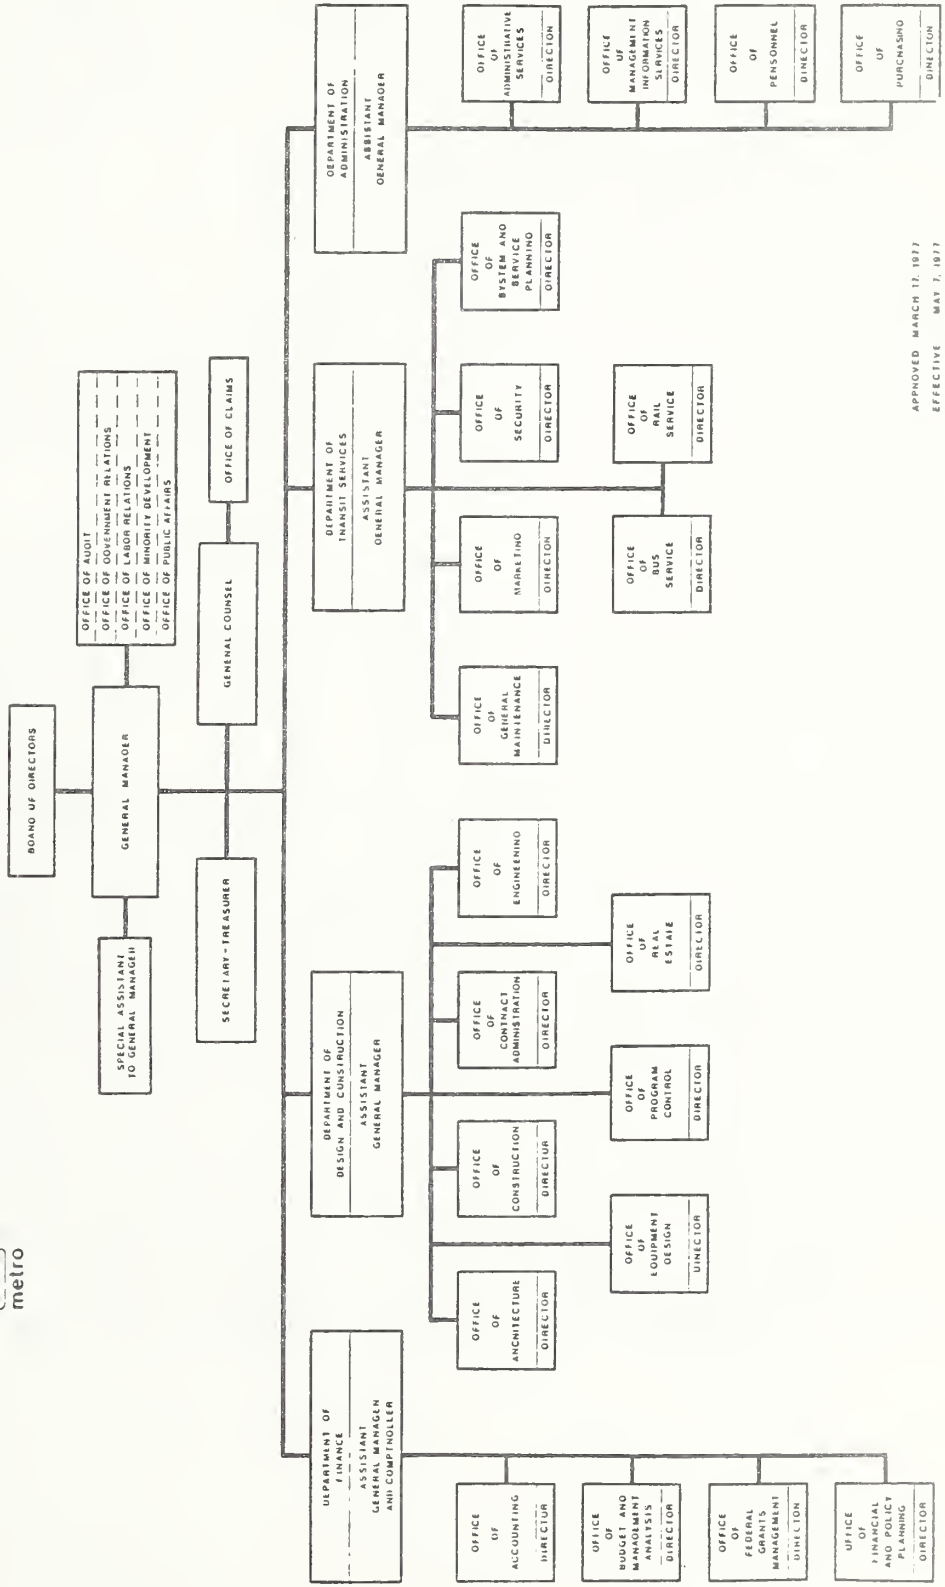 metro
BOARD OF DIRECTORS
SPECIAL ASSISTANT
TO GENERAL MANAGER
GENERAL MANAGER
OFFICE OF AUDIT
OFFICE OF GOVERNMENT RELATIONS
OFFICE OF LABOR RELATIONS
OFFICE OF MINORITY DEVELOPMENT
OFFICE OF PUBLIC AFFAIRS
SECRETARY-TREASURER
GENERAL COUNSEL
OFFICE OF CLAIMS
DEPARTMENT OF
FINANCE
ASSISTANT
GENERAL MANAGER
AND COMPTROLLER
OFFICE
OF
ACCOUNTING
DIRECTOR
OFFICE
OF
BUDGET AND
MANAGEMENT
ANALYSIS
DIRECTOR
OFFICE
OF
FEDERAL
GRANTS
MANAGEMENT
DIRECTOR
OFFICE
OF
FINANCIAL
AND POLICY
PLANNING
DIRECTOR
DEPARTMENT OF
DESIGN AND CONSTRUCTION
ASSISTANT
GENERAL MANAGER
OFFICE
OF
ARCHITECTURE
DIRECTOR
OFFICE
OF
CONSTRUCTION
DIRECTOR
OFFICE
OF
CONTRACT
ADMINISTRATION
DIRECTOR
OFFICE
OF
ENGINEERING
DIRECTOR
OFFICE
OF
EQUIPMENT
DESIGN
DIRECTOR
OFFICE
OF
PROGRAM
CONTROL
DIRECTOR
OFFICE
OF
REAL
ESTATE
DIRECTOR
DEPARTMENT OF
TRANSIT SERVICES
ASSISTANT
GENERAL MANAGER
OFFICE
OF
GENERAL
MAINTENANCE
DIRECTOR
OFFICE
OF
MARKETING
DIRECTOR
OFFICE
OF
SECURITY
DIRECTOR
OFFICE
OF
SYSTEM AND
SERVICE
PLANNING
DIRECTOR
OFFICE
OF
BUS
SERVICE
DIRECTOR
OFFICE
OF
RAIL
SERVICE
DIRECTOR
DEPARTMENT OF
ADMINISTRATION
ASSISTANT
GENERAL MANAGER
OFFICE
OF
ADMINISTRATIVE
SERVICES
DIRECTOR
OFFICE
OF
MANAGEMENT
INFORMATION
SERVICES
DIRECTOR
OFFICE
OF
PERSONNEL
DIRECTOR
OFFICE
OF
PURCHASING
DIRECTOR
APPROVED MARCH 17, 1977
EFFECTIVE MAY 7, 1977